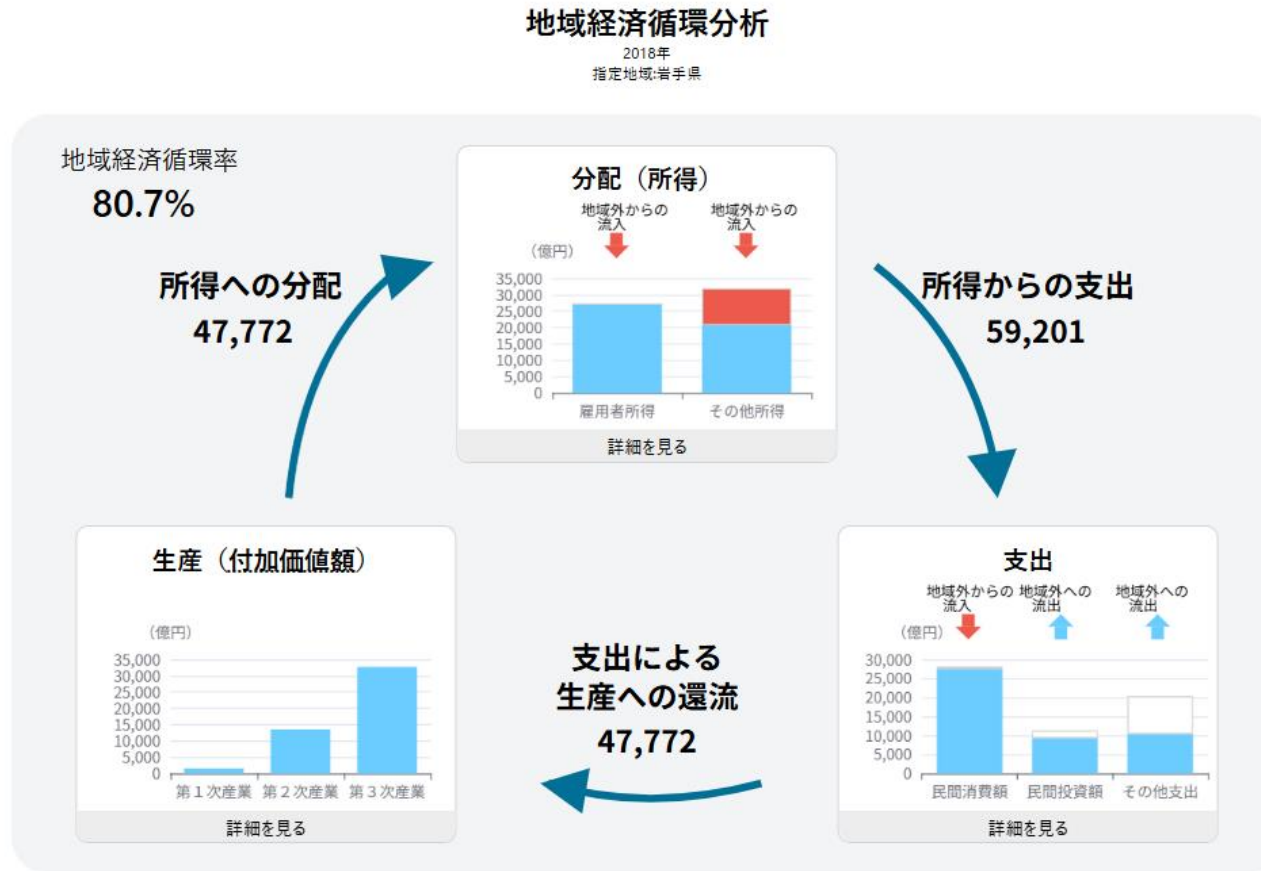 地域経済循環分析
2018年
指定地域:岩手県
地域経済循環率
80.7%
所得への分配
47,772
分配（所得）
地域外からの
流入
地域外からの
流入
（億円）
35,000
30,000
25,000
20,000
15,000
10,000
5,000
0
雇用者所得
その他所得
詳細を見る
所得からの支出
59,201
生産（付加価値額）
（億円）
35,000
30,000
25,000
20,000
15,000
10,000
5,000
0
第１次産業
第２次産業
第３次産業
詳細を見る
支出による
生産への還流
47,772
支出
地域外からの
流入
地域外への
流出
地域外への
流出
（億円）
30,000
25,000
20,000
15,000
10,000
5,000
0
民間消費額
民間投資額
その他支出
詳細を見る